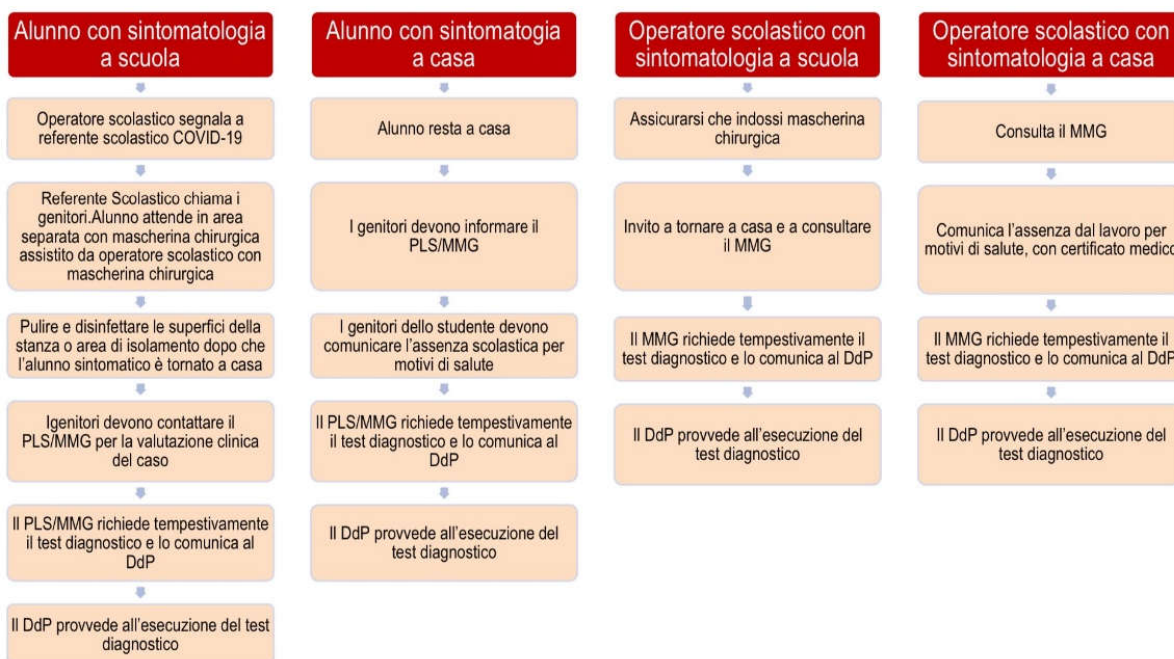 Alunno con sintomatologia
a scuola
Operatore scolastico segnala a
referente scolastico COVID-19
Referente Scolastico chiama i
genitori.Alunno attende in area
separata con mascherina chirurgica
assistito da operatore scolastico con
mascherina chirurgica
Pulire e disinfettare le superfici della
stanza o area di isolamento dopo che
l'alunno sintomatico è tornato a casa
Igenitori devono contattare il
PLS/MMG per la valutazione clinica
del caso
Il PLS/MMG richiede tempestivamente
il test diagnostico e lo comunica al
DdP
Il DdP provvede all'esecuzione del test
diagnostico
Alunno con sintomatogia
a casa
Alunno resta a casa
I genitori devono informare il
PLS/MMG
I genitori dello studente devono
comunicare l'assenza scolastica per
motivi di salute
Il PLS/MMG richiede tempestivamente
il test diagnostico e lo comunica al
DdP
Il DdP provvede all'esecuzione del
test diagnostico
Operatore scolastico con
sintomatologia a scuola
Assicurarsi che indossi mascherina
chirurgica
Invito a tornare a casa e a consultare
il MMG
Il MMG richiede tempestivamente il
test diagnostico e lo comunica al DdP
Il DdP provvede all'esecuzione del
test diagnostico
Operatore scolastico con
sintomatologia a casa
Consulta il MMG
Comunica l'assenza dal lavoro per
motivi di salute, con certificato medico
Il MMG richiede tempestivamente il
test diagnostico e lo comunica al DdP
Il DdP provvede all'esecuzione del
test diagnostico